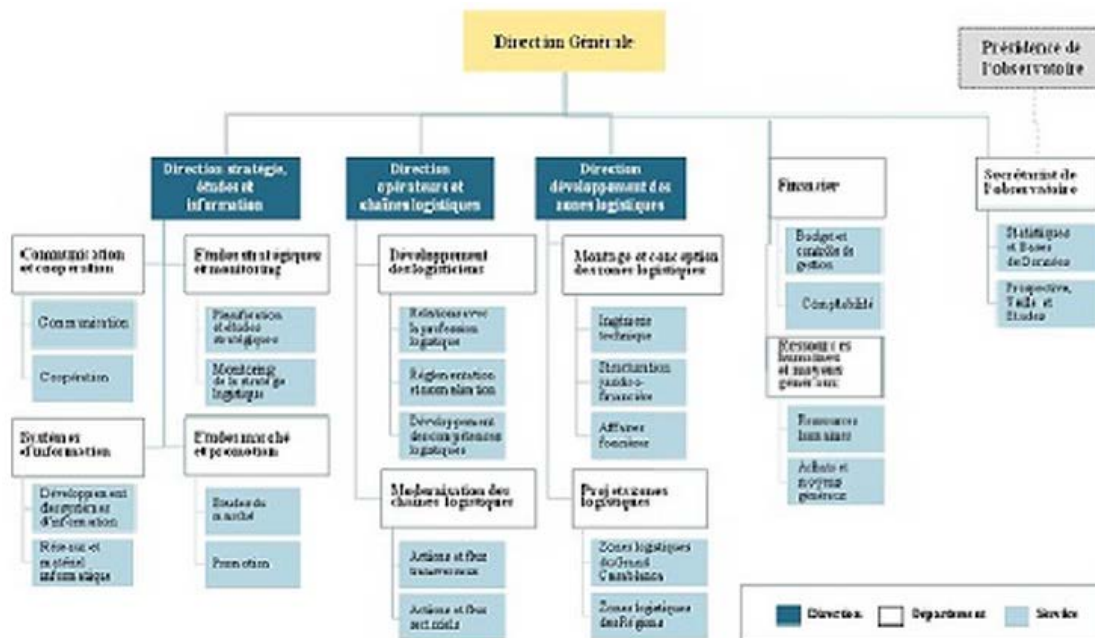 Direction Générale
Présidence de
l'observatoire
Direction stratégie,
études et
information
Direction
opérateurs et
chaînes logistiques
Direction
développement des
zones logistiques
Financier
Secrétariat de
l'observatoire
Communication
et coopération
Etudes stratégiques
et monitoring
Développement
des logisticiens
Montage et conception
des zones logistiques
Budget et
contrôle de
gestion
Statistiques
et Bases
de Données
Communication
Planification
et études
stratégiques
Relations avec
la profession
logistique
Ingénierie
technique
Comptabilité
Prospective,
Veille et
Etudes
Coopération
Monitoring
de la stratégie
logistique
Réglementation
et normalisation
Structuration
juridico-
financière
Ressources
humaines
et moyens
généraux
Systèmes
d'information
Etudes marché
et promotion
Développement
des compétences
logistiques
Affaires
foncières
Ressources
humaines
Développement
des systèmes
d'information
Etudes du
marché
Modernisation des
chaînes logistiques
Projets zones
logistiques
Achats et
moyens
généraux
Réseaux et
matériel
informatique
Promotion
Actions et flux
transversaux
Zones logistiques
du Grand
Casablanca
Actions et flux
sectoriels
Zones logistiques
des Régions
Direction
Département
Service